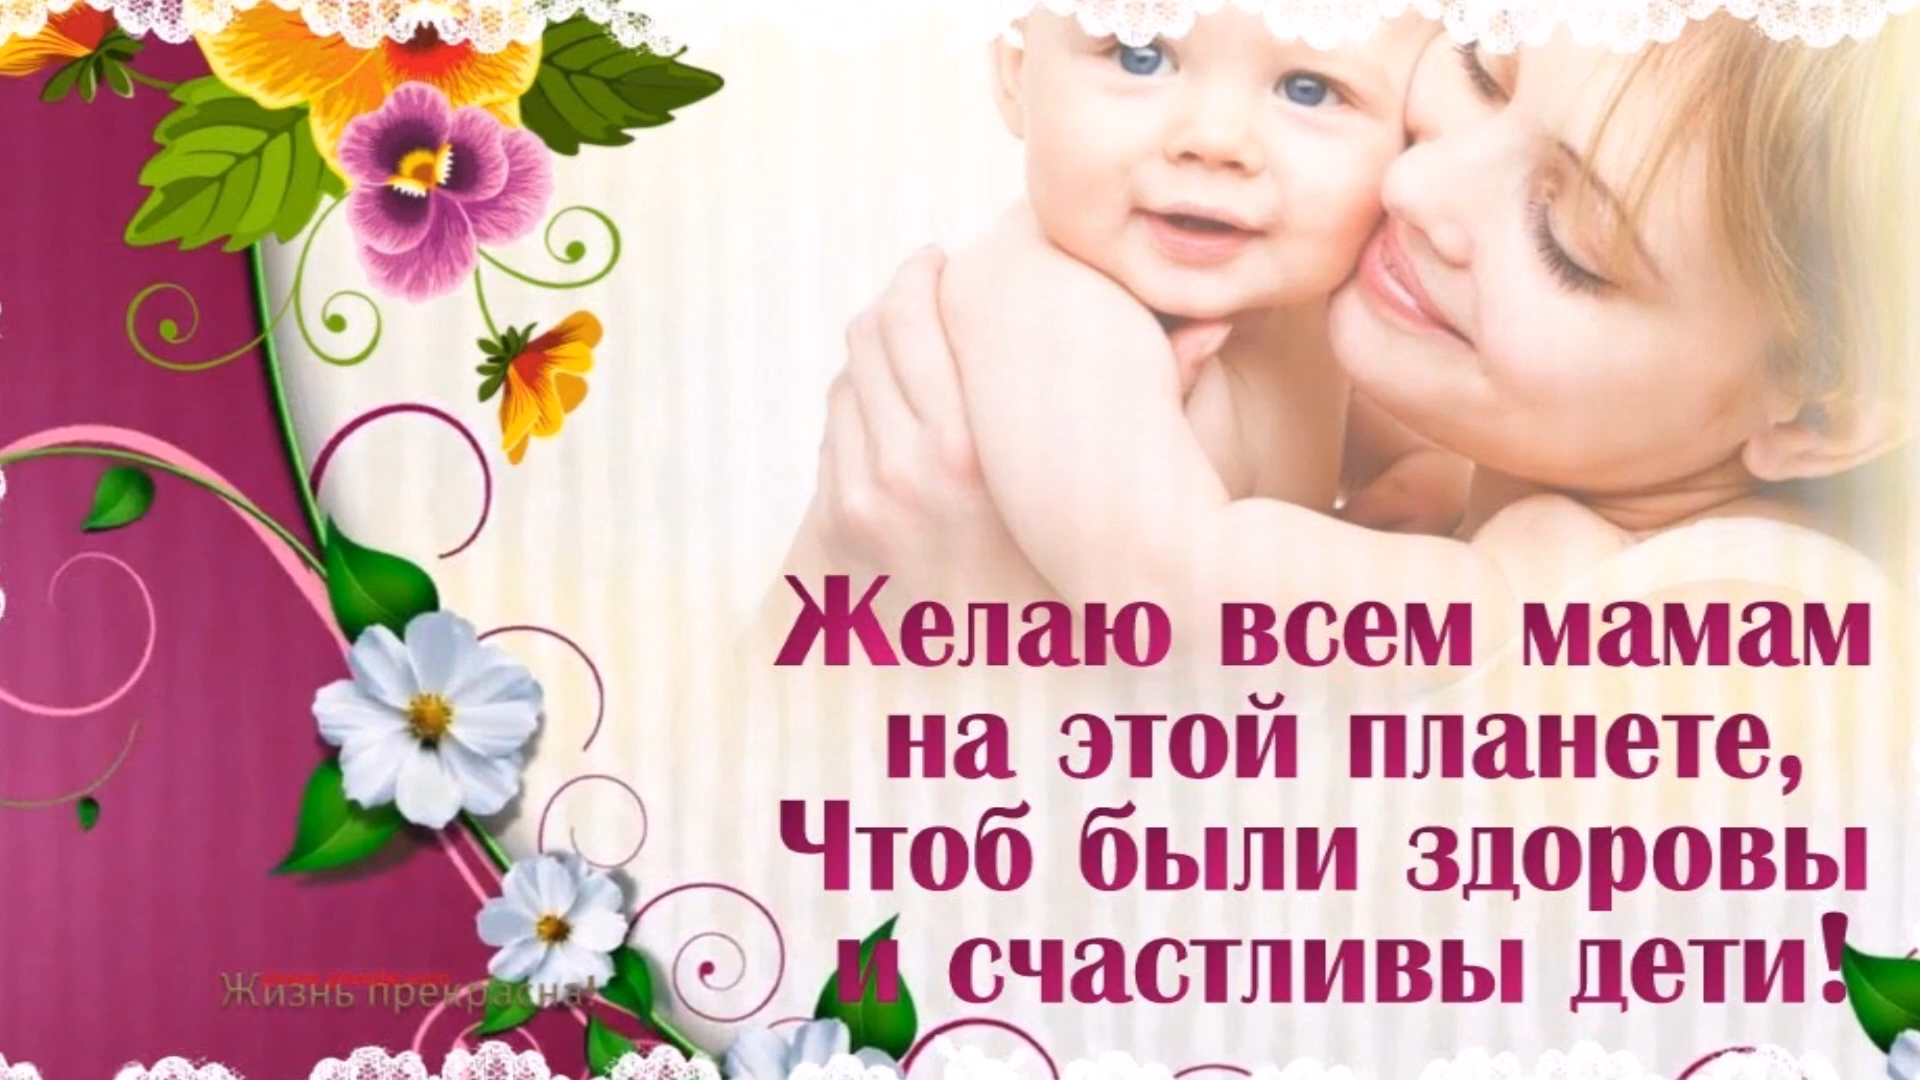 Желаю всем мамам
на этой планете,
Чтоб были здоровы
и счастливы дети!
Жизнь прекрасна!